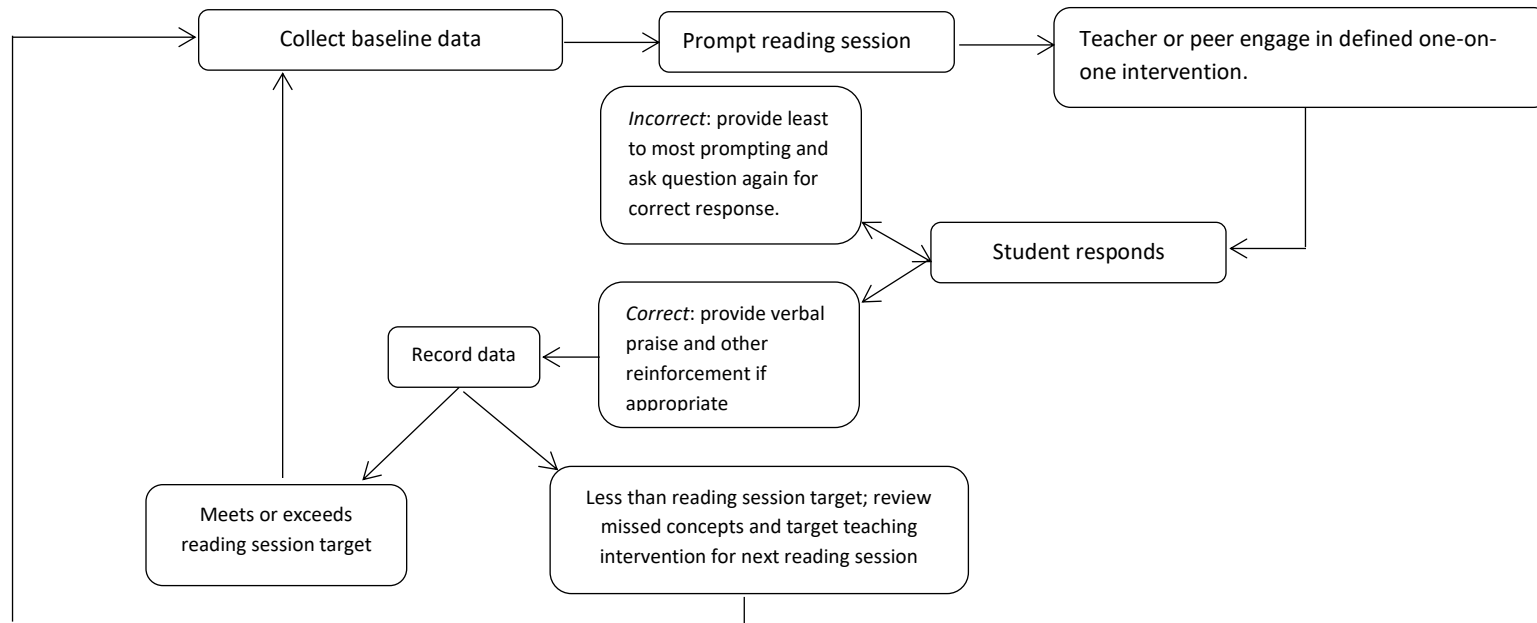 Collect baseline data
Prompt reading session
Teacher or peer engage in defined one-on-
one intervention.
Incorrect: provide least
to most prompting and
ask question again for
correct response.
Student responds
Correct: provide verbal
praise and other
reinforcement if
appropriate
Record data
Meets or exceeds
reading session target
Less than reading session target; review
missed concepts and target teaching
intervention for next reading session